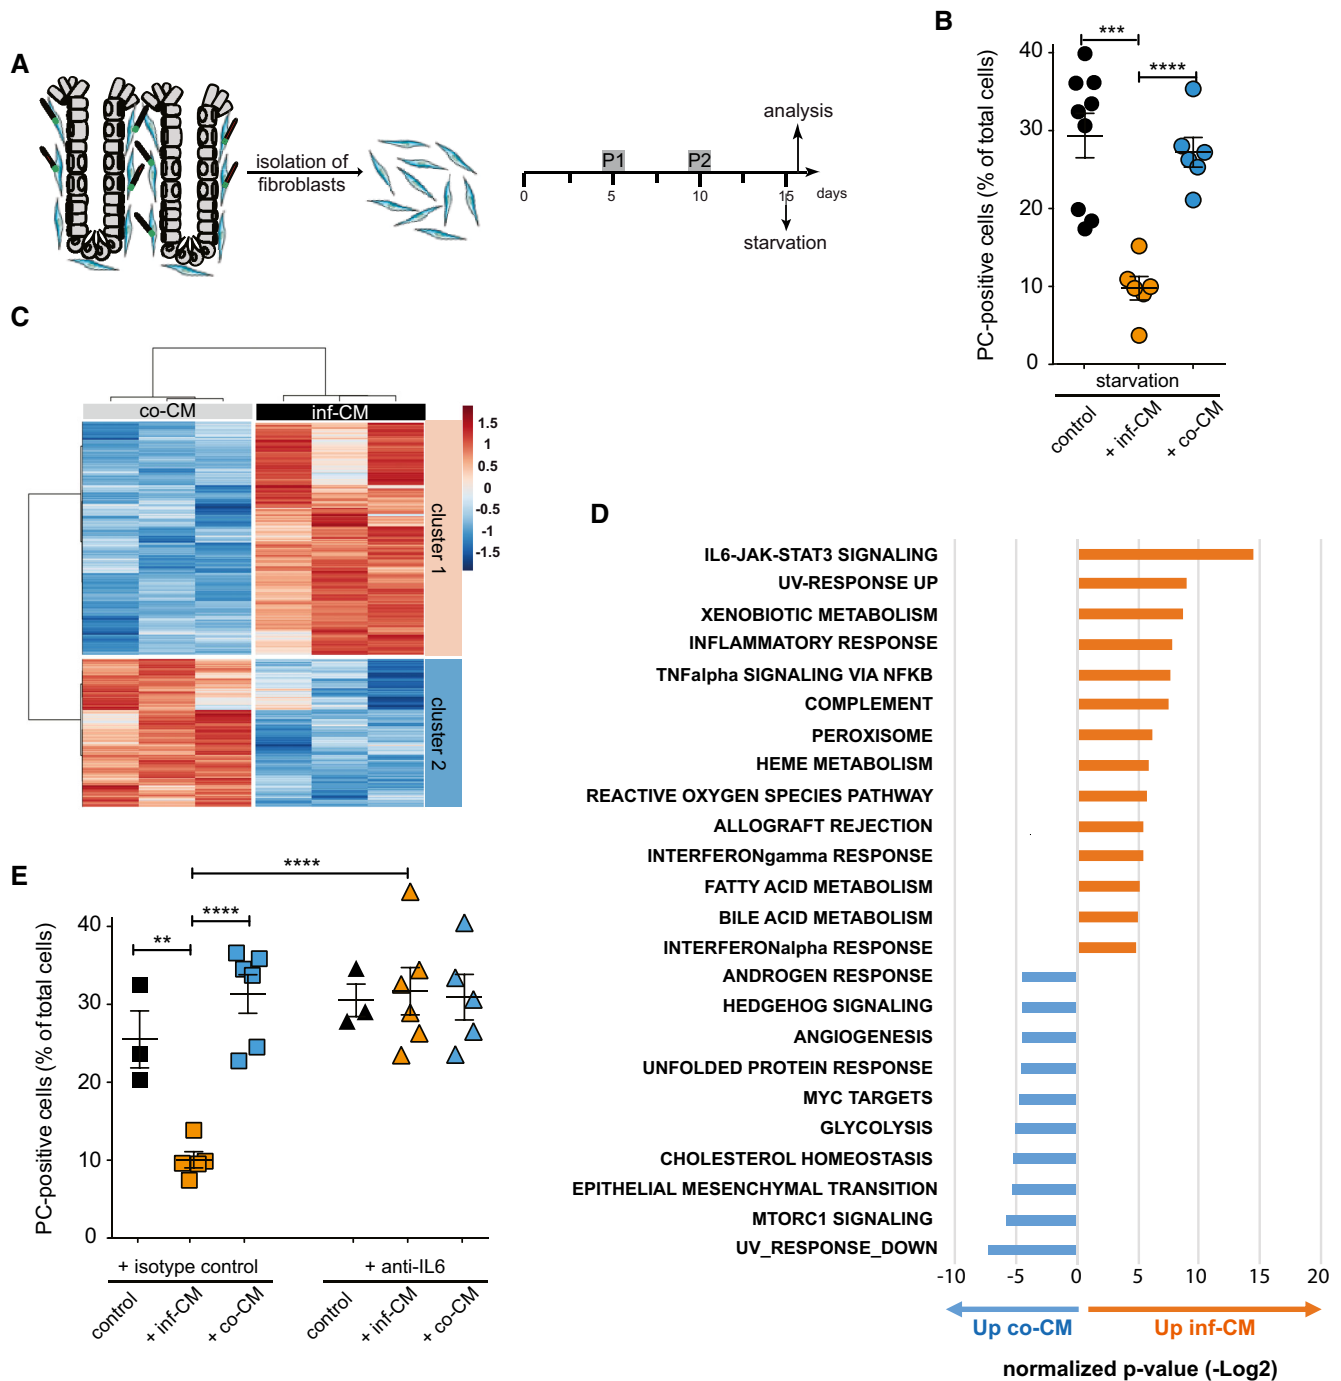 A
isolation of
fibroblasts
P1
P2
analysis
0
5
10
15
days
starvation
B
PC-positive cells (% of total cells)
40
30
20
10
0
***
****
starvation
control
+ inf-CM
+ co-CM
C
co-CM
inf-CM
cluster 1
cluster 2
1.5
1
0.5
0
-0.5
-1
-1.5
D
IL6-JAK-STAT3 SIGNALING
UV-RESPONSE UP
XENOBIOTIC METABOLISM
INFLAMMATORY RESPONSE
TNFalpha SIGNALING VIA NFKB
COMPLEMENT
PEROXISOME
HEME METABOLISM
REACTIVE OXYGEN SPECIES PATHWAY
ALLOGRAFT REJECTION
INTERFERONgamma RESPONSE
FATTY ACID METABOLISM
BILE ACID METABOLISM
INTERFERONalpha RESPONSE
ANDROGEN RESPONSE
HEDGEHOG SIGNALING
ANGIOGENESIS
UNFOLDED PROTEIN RESPONSE
MYC TARGETS
GLYCOLYSIS
CHOLESTEROL HOMEOSTASIS
EPITHELIAL MESENCHYMAL TRANSITION
MTORC1 SIGNALING
UV_RESPONSE_DOWN
-10
-5
0
5
10
15
20
Up co-CM
Up inf-CM
normalized p-value (-Log2)
E
PC-positive cells (% of total cells)
40
30
20
10
0
**
****
****
+ isotype control
+ anti-IL6
control
+ inf-CM
+ co-CM
control
+ inf-CM
+ co-CM